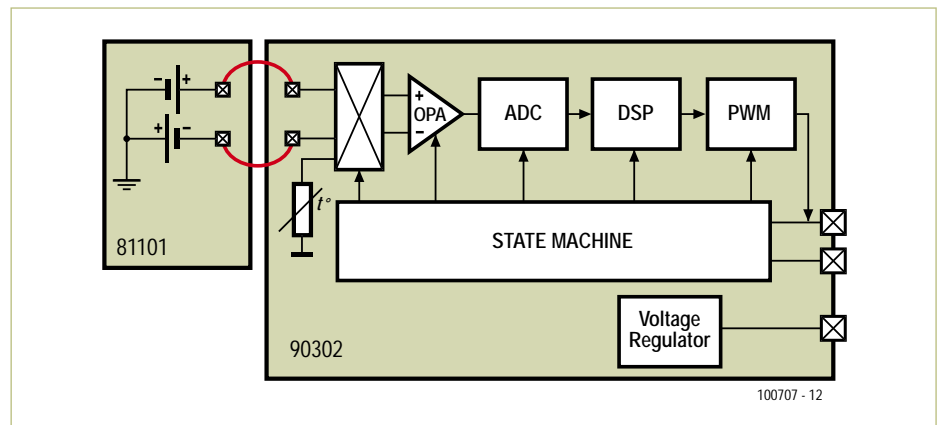 - +
+ -
81101
t°
+
OPA
-
ADC
DSP
PWM
STATE MACHINE
Voltage
Regulator
90302
100707 - 12